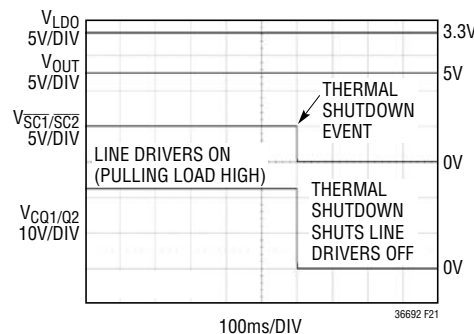 VLDO
5V/DIV
3.3V
VOUT
5V/DIV
5V
THERMAL
SHUTDOWN
EVENT
VSC1/SC2
5V/DIV
LINE DRIVERS ON
(PULLING LOAD HIGH)
0V
THERMAL
SHUTDOWN
SHUTS LINE
DRIVERS OFF
VCQ1/Q2
10V/DIV
0V
36692 F21
100ms/DIV